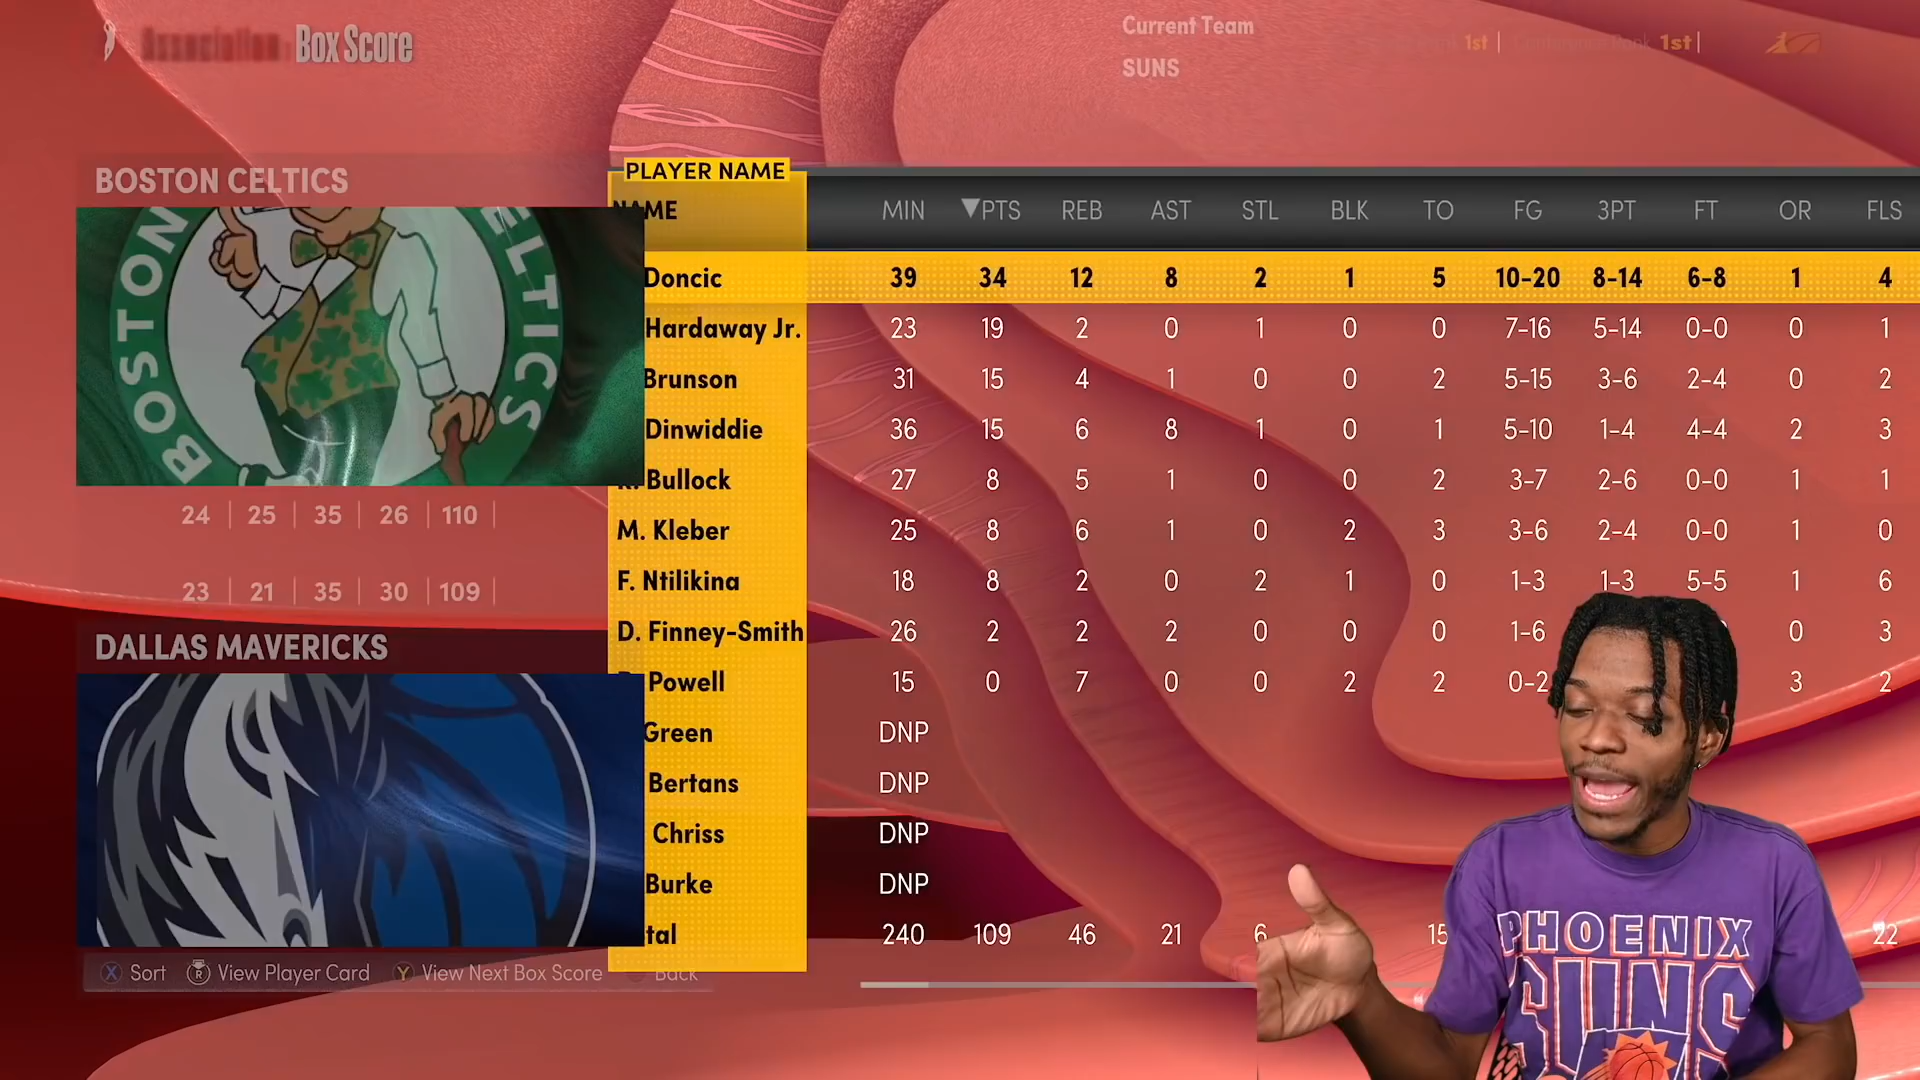 Box Score
Current Team
SUNS
1st | 1st |
BOSTON CELTICS
BOSTON CELTICS
24 | 25 | 35 | 26 | 110 |
23 | 21 | 35 | 30 | 109 |
DALLAS MAVERICKS
PLAYER NAME
NAME MIN ▼PTS REB AST STL BLK TO FG 3PT FT OR FLS
Doncic 39 34 12 8 2 1 5 10-20 8-14 6-8 1 4
Hardaway Jr. 23 19 2 0 1 0 0 7-16 5-14 0-0 0 1
Brunson 31 15 4 1 0 0 2 5-15 3-6 2-4 0 2
Dinwiddie 36 15 6 8 1 0 1 5-10 1-4 4-4 2 3
Bullock 27 8 5 1 0 0 2 3-7 2-6 0-0 1 1
M. Kleber 25 8 6 1 0 2 3 3-6 2-4 0-0 1 0
F. Ntilikina 18 8 2 0 2 1 0 1-3 1-3 5-5 1 6
D. Finney-Smith 26 2 2 2 0 0 0 1-6 0 3
Powell 15 0 7 0 0 2 2 0-2 3 2
Green DNP
Bertans DNP
Chriss DNP
Burke DNP
tal 240 109 46 21 6 15 22
X Sort R View Player Card Y View Next Box Score Back
PHOENIX
SUNS